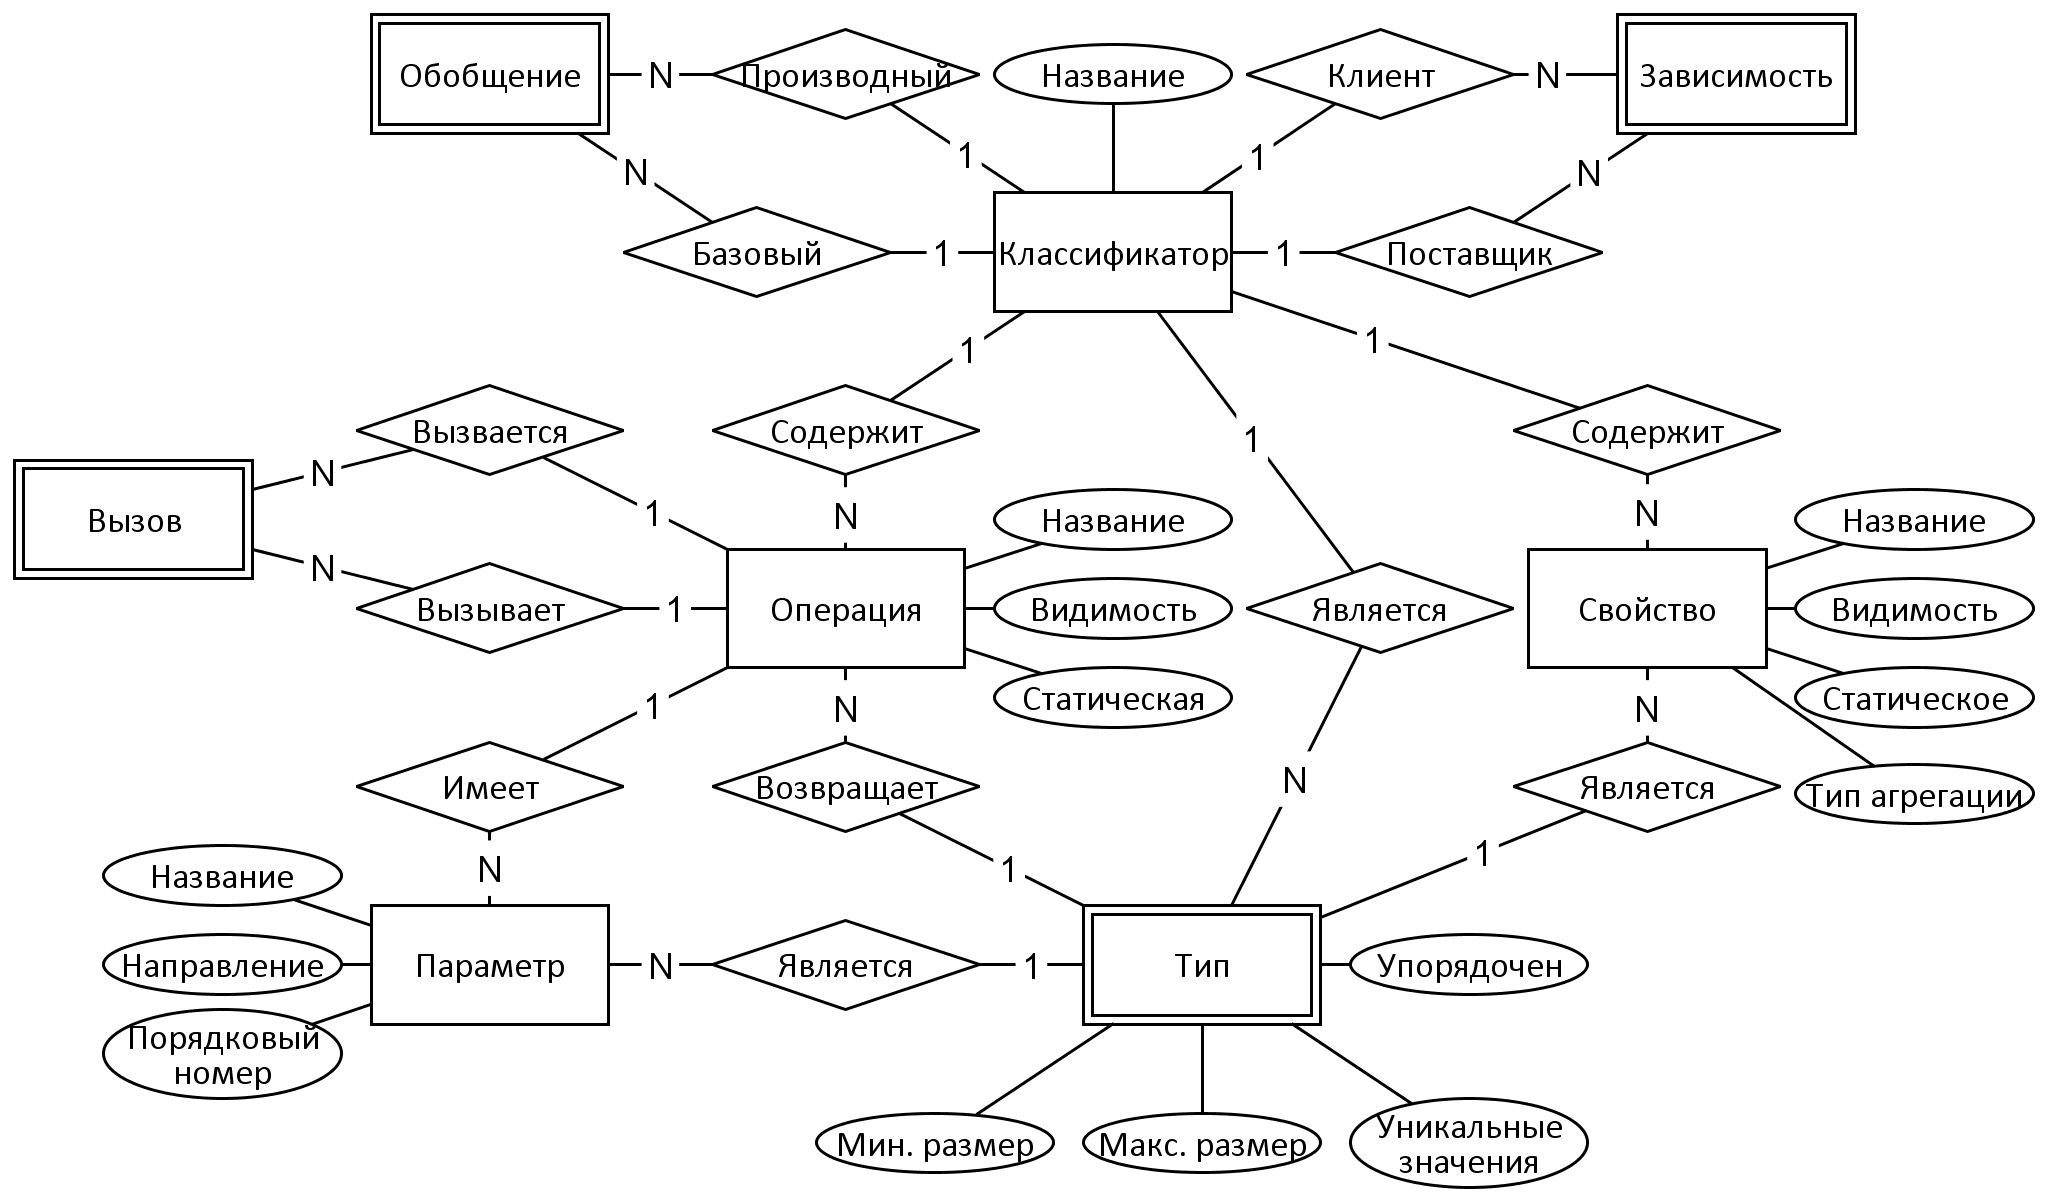 Обобщение
N
Производный
Название
Клиент
N
Зависимость
1
1
N
N
Базовый
1
Классификатор
1
Поставщик
1
1
Вызвается
Содержит
1
Содержит
N
1
N
N
Вызов
Название
Название
N
Вызывает
1
Операция
Видимость
Является
Свойство
Видимость
1
N
Статическая
N
Статическое
Имеет
Возвращает
N
Является
Тип агрегации
N
1
1
Название
Направление
Параметр
N
Является
1
Тип
Упорядочен
Порядковый
номер
Мин. размер
Макс. размер
Уникальные
значения